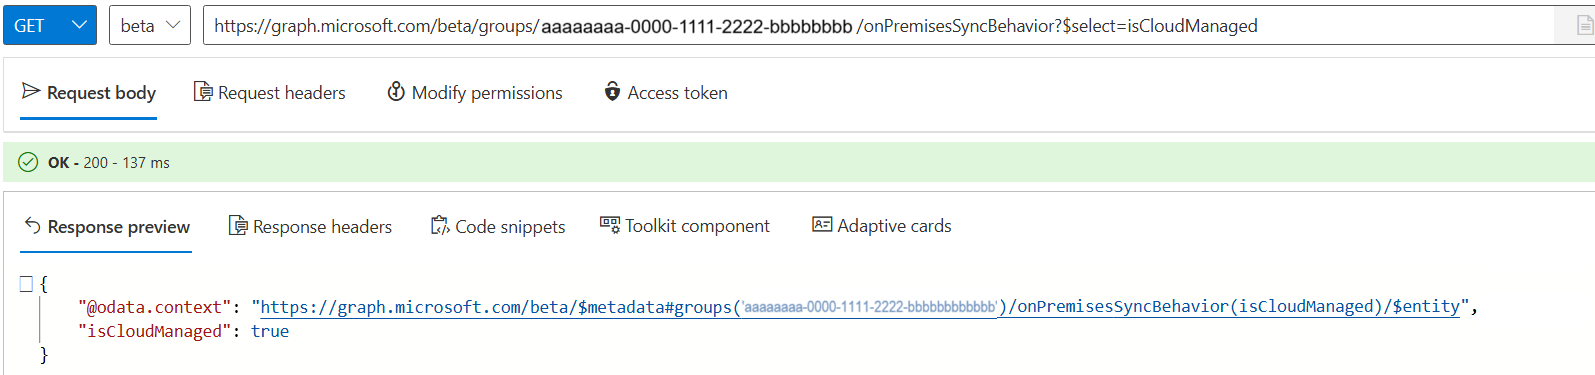 GET beta https://graph.microsoft.com/beta/groups/aaaaaaaa-0000-1111-2222-bbbbbbbbb /onPremisesSyncBehavior?$select=isCloudManaged
Request body Request headers Modify permissions Access token
OK - 200 - 137 ms
Response preview Response headers Code snippets Toolkit component Adaptive cards
{
"@odata.context": "https://graph.microsoft.com/beta/$metadata#groups('aaaaaaaa-0000-1111-2222-bbbbbbbbbbbb')/onPremisesSyncBehavior(isCloudManaged)/$entity",
"isCloudManaged": true
}